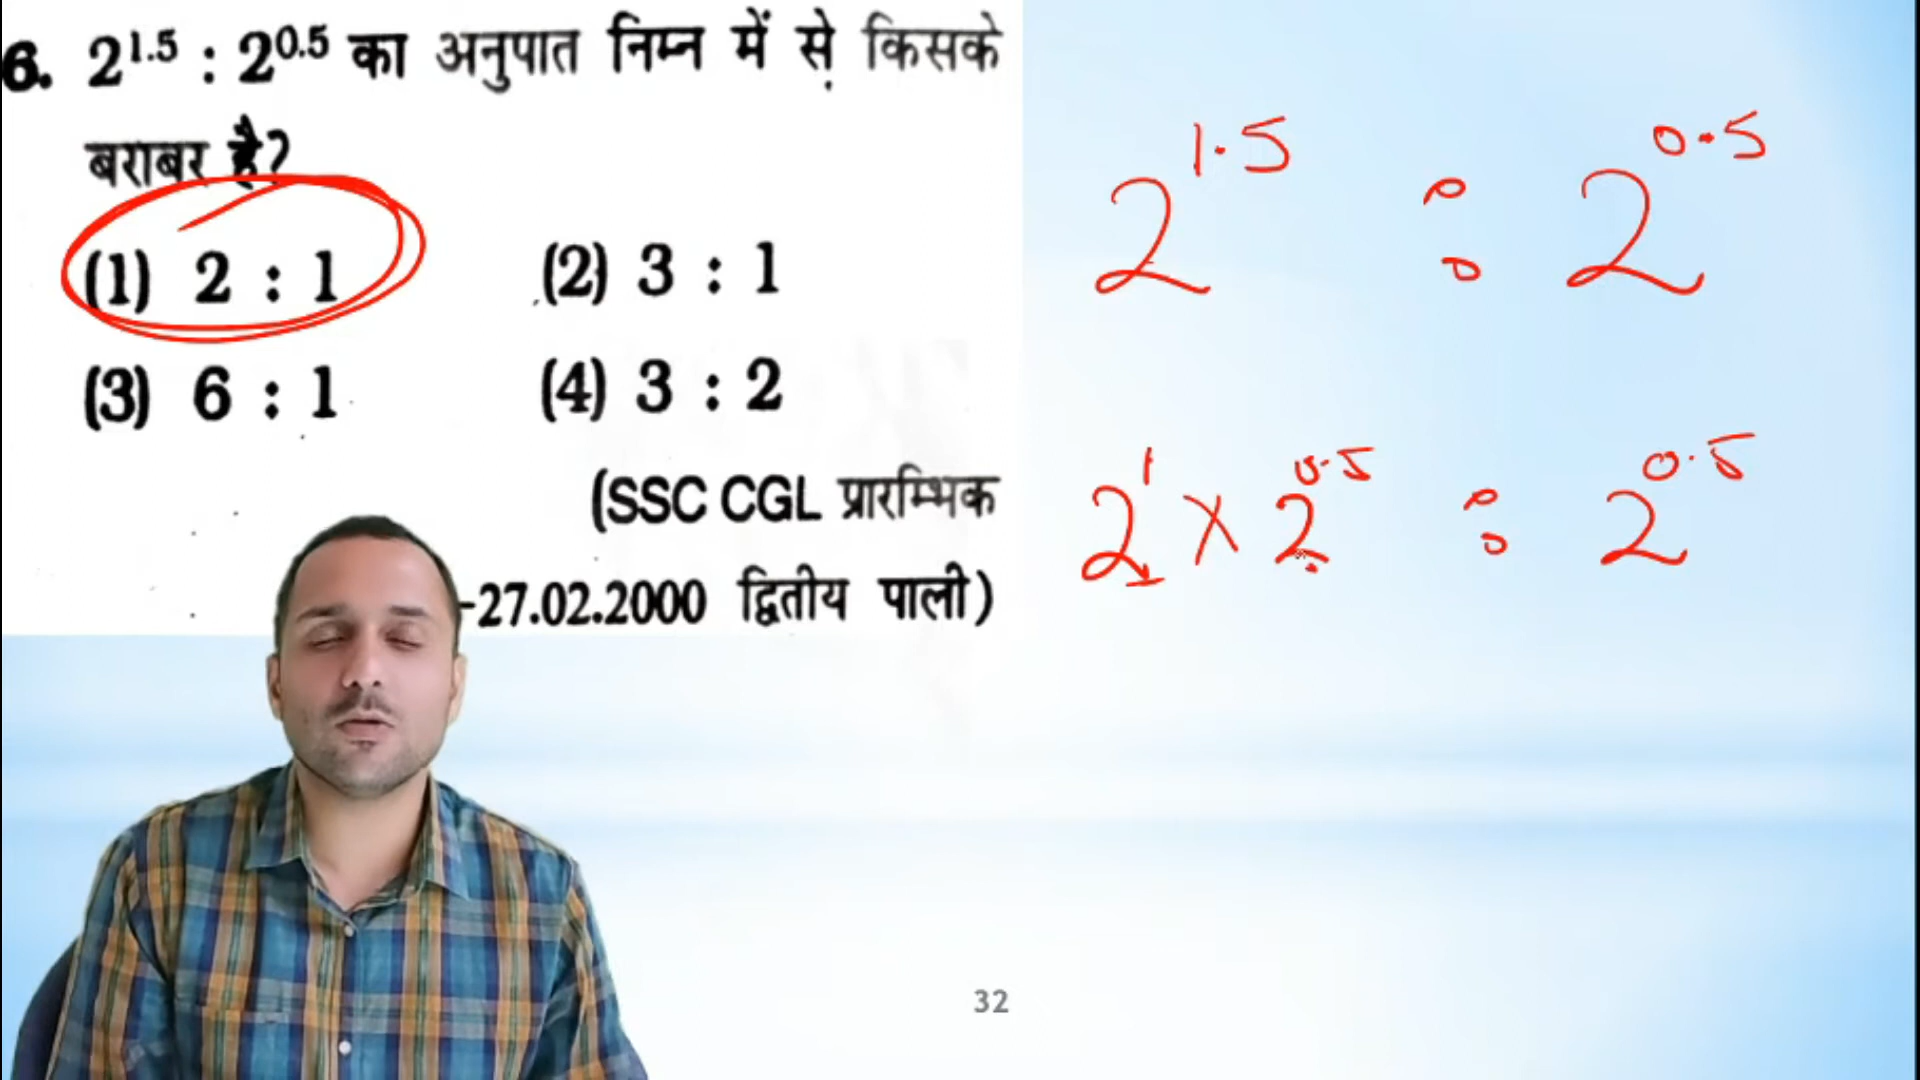 6. 2^1.5 : 2^0.5 का अनुपात निम्न में से किसके
बराबर है?
(1) 2 : 1 (2) 3 : 1
(3) 6 : 1 (4) 3 : 2
(SSC CGL प्रारम्भिक
-27.02.2000 द्वितीय पाली)
2^1.5 : 2^0.5
2^1 × 2^0.5 : 2^0.5
32